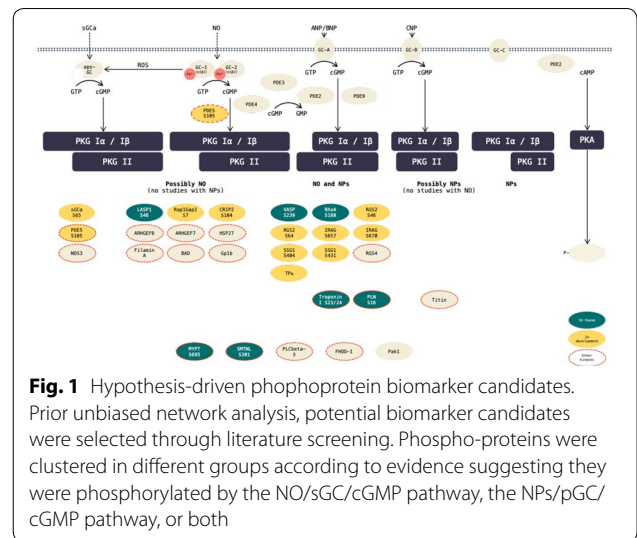 sGCa NO ANP/BNP CNP
GC-A GC-B GC-C
PDE2
apo-GC ROS GC-1 GC-2
GTP cGMP GTP cGMP GTP cGMP GTP cGMP cAMP
PDE3
PDE4 PDE2 PDE9
cGMP GMP
PDE5
S105
PKG Iα / Iβ PKG Iα / Iβ PKG Iα / Iβ PKG Iα / Iβ PKG Iα / Iβ PKA
PKG II PKG II PKG II PKG II PKG II
Possibly NO NO and NPs Possibly NPs NPs
(no studies with NPs) (no studies with NO)
sGCa
S65
LASP1
S46
Rap1Gap2
S7
CRIP2
S104
VASP
S239
RhoA
S188
RGS2
S46
PDE5
S105
ARHGEF6 ARHGEF7 HSP27
RGS2
S64
IRAG
S657
IRAG
S670
P-
NOS3
Filamin
A
BAD GpIb
SSG1
S404
SSG1
S431
RGS4
TPα
Troponin
I S23/24
PLN
S16
Titin
In house
In
development
MYPT
S695
SMTNL
S301
PLCbeta-
3
FHOD-1 Pak1
Fig. 1 Hypothesis-driven phophoprotein biomarker candidates.
Prior unbiased network analysis, potential biomarker candidates
were selected through literature screening. Phospho-proteins were
clustered in different groups according to evidence suggesting they
were phosphorylated by the NO/sGC/cGMP pathway, the NPs/pGC/
cGMP pathway, or both